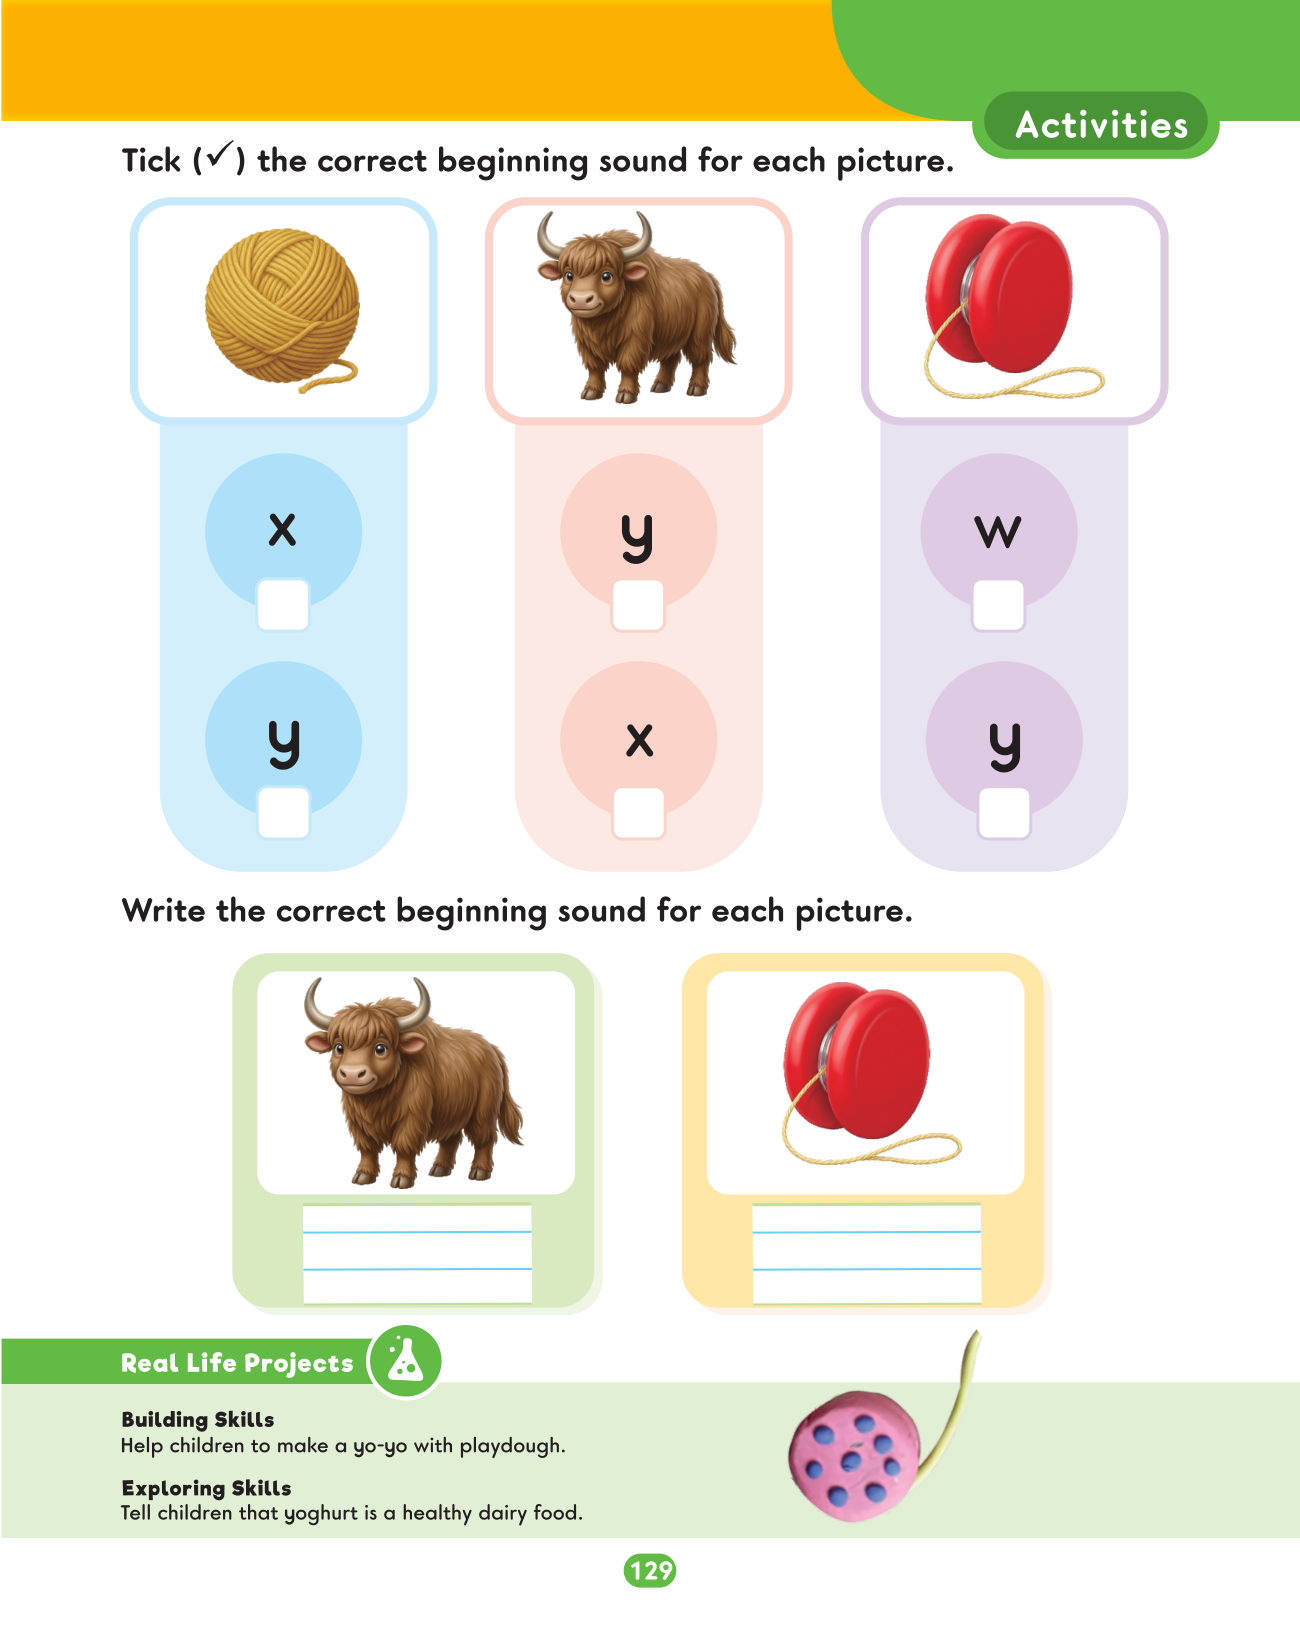 Activities
Tick (✓) the correct beginning sound for each picture.
x
y
w
y
x
y
Write the correct beginning sound for each picture.
Real Life Projects
Building Skills
Help children to make a yo-yo with playdough.
Exploring Skills
Tell children that yoghurt is a healthy dairy food.
129